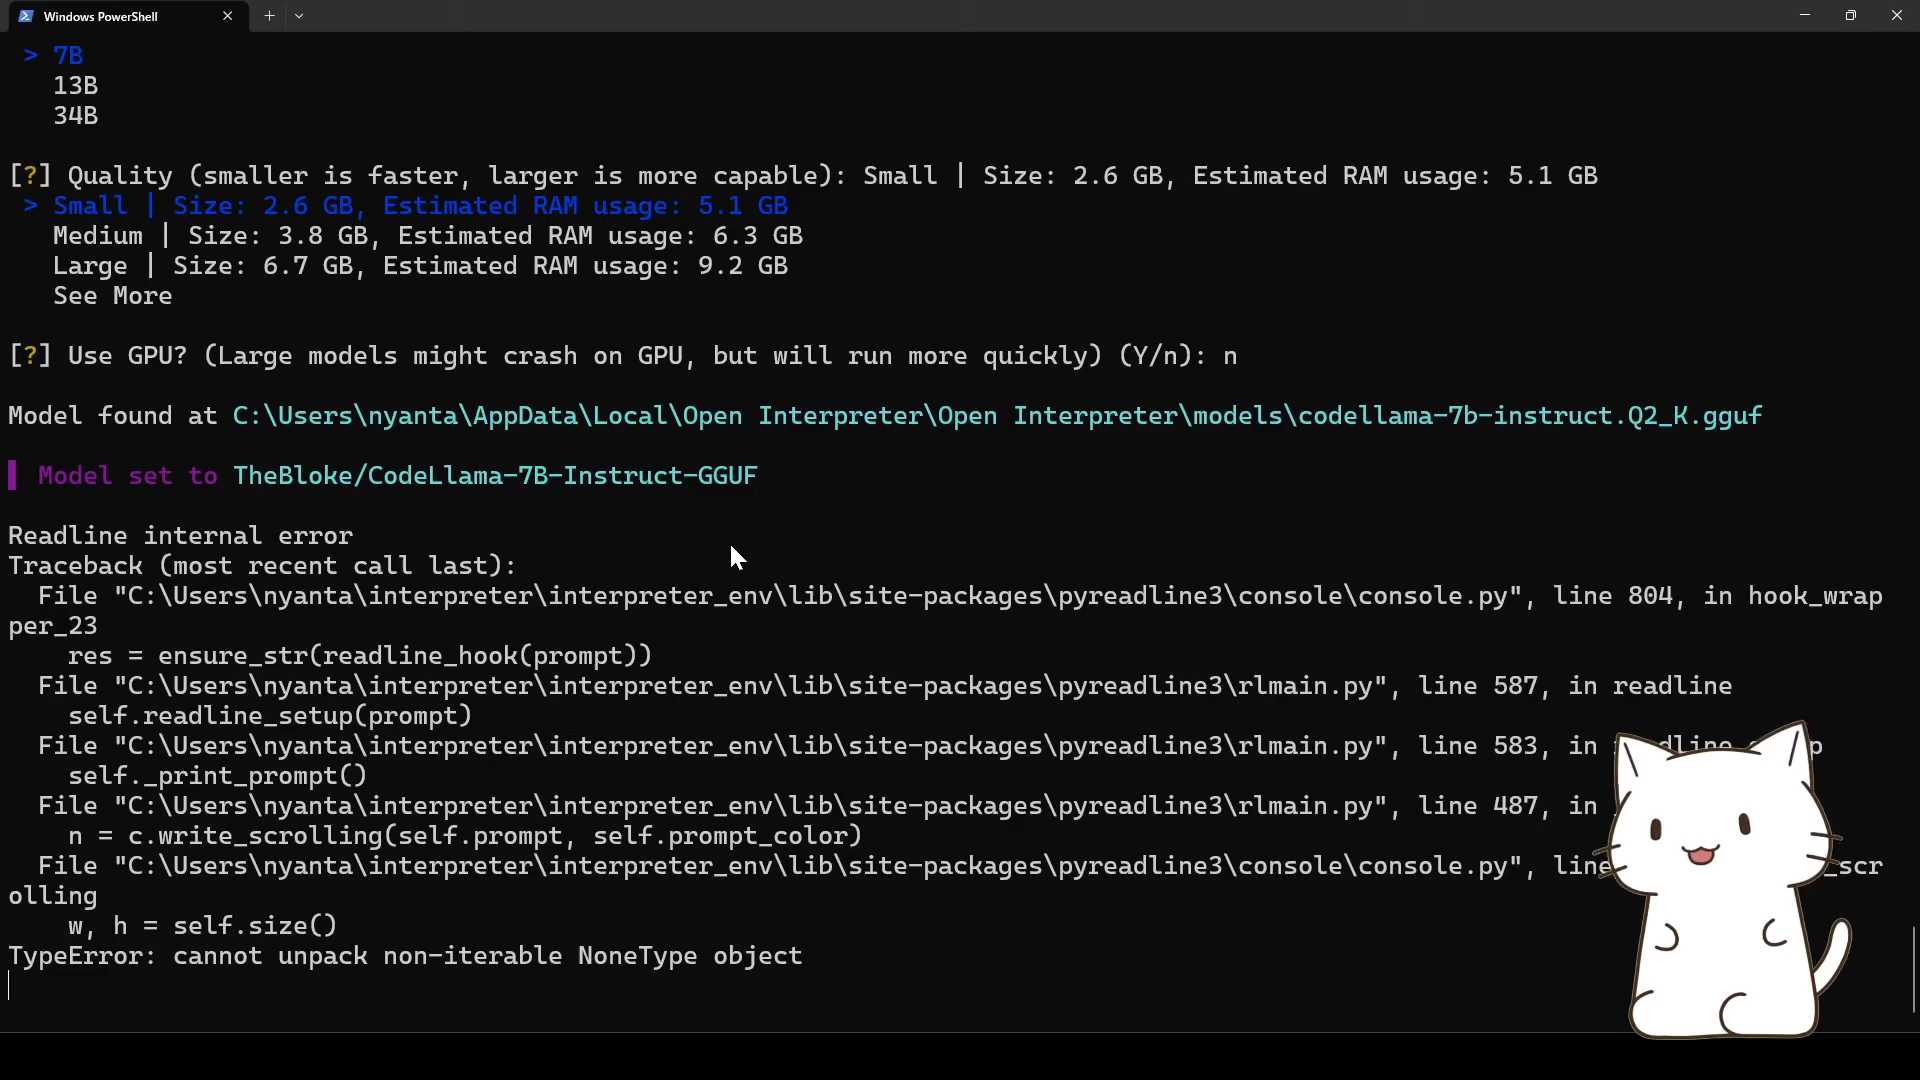 Windows PowerShell
> 7B
13B
34B
[?] Quality (smaller is faster, larger is more capable): Small | Size: 2.6 GB, Estimated RAM usage: 5.1 GB
> Small | Size: 2.6 GB, Estimated RAM usage: 5.1 GB
Medium | Size: 3.8 GB, Estimated RAM usage: 6.3 GB
Large | Size: 6.7 GB, Estimated RAM usage: 9.2 GB
See More
[?] Use GPU? (Large models might crash on GPU, but will run more quickly) (Y/n): n
Model found at C:\Users\nyanta\AppData\Local\Open Interpreter\Open Interpreter\models\codellama-7b-instruct.Q2_K.gguf
Model set to TheBloke/CodeLlama-7B-Instruct-GGUF
Readline internal error
Traceback (most recent call last):
File "C:\Users\nyanta\interpreter\interpreter_env\lib\site-packages\pyreadline3\console\console.py", line 804, in hook_wrap
per_23
res = ensure_str(readline_hook(prompt))
File "C:\Users\nyanta\interpreter\interpreter_env\lib\site-packages\pyreadline3\rlmain.py", line 587, in readline
self.readline_setup(prompt)
File "C:\Users\nyanta\interpreter\interpreter_env\lib\site-packages\pyreadline3\rlmain.py", line 583, in
self._print_prompt()
File "C:\Users\nyanta\interpreter\interpreter_env\lib\site-packages\pyreadline3\rlmain.py", line 487, in
n = c.write_scrolling(self.prompt, self.prompt_color)
File "C:\Users\nyanta\interpreter\interpreter_env\lib\site-packages\pyreadline3\console\console.py", line _scr
olling
w, h = self.size()
TypeError: cannot unpack non-iterable NoneType object